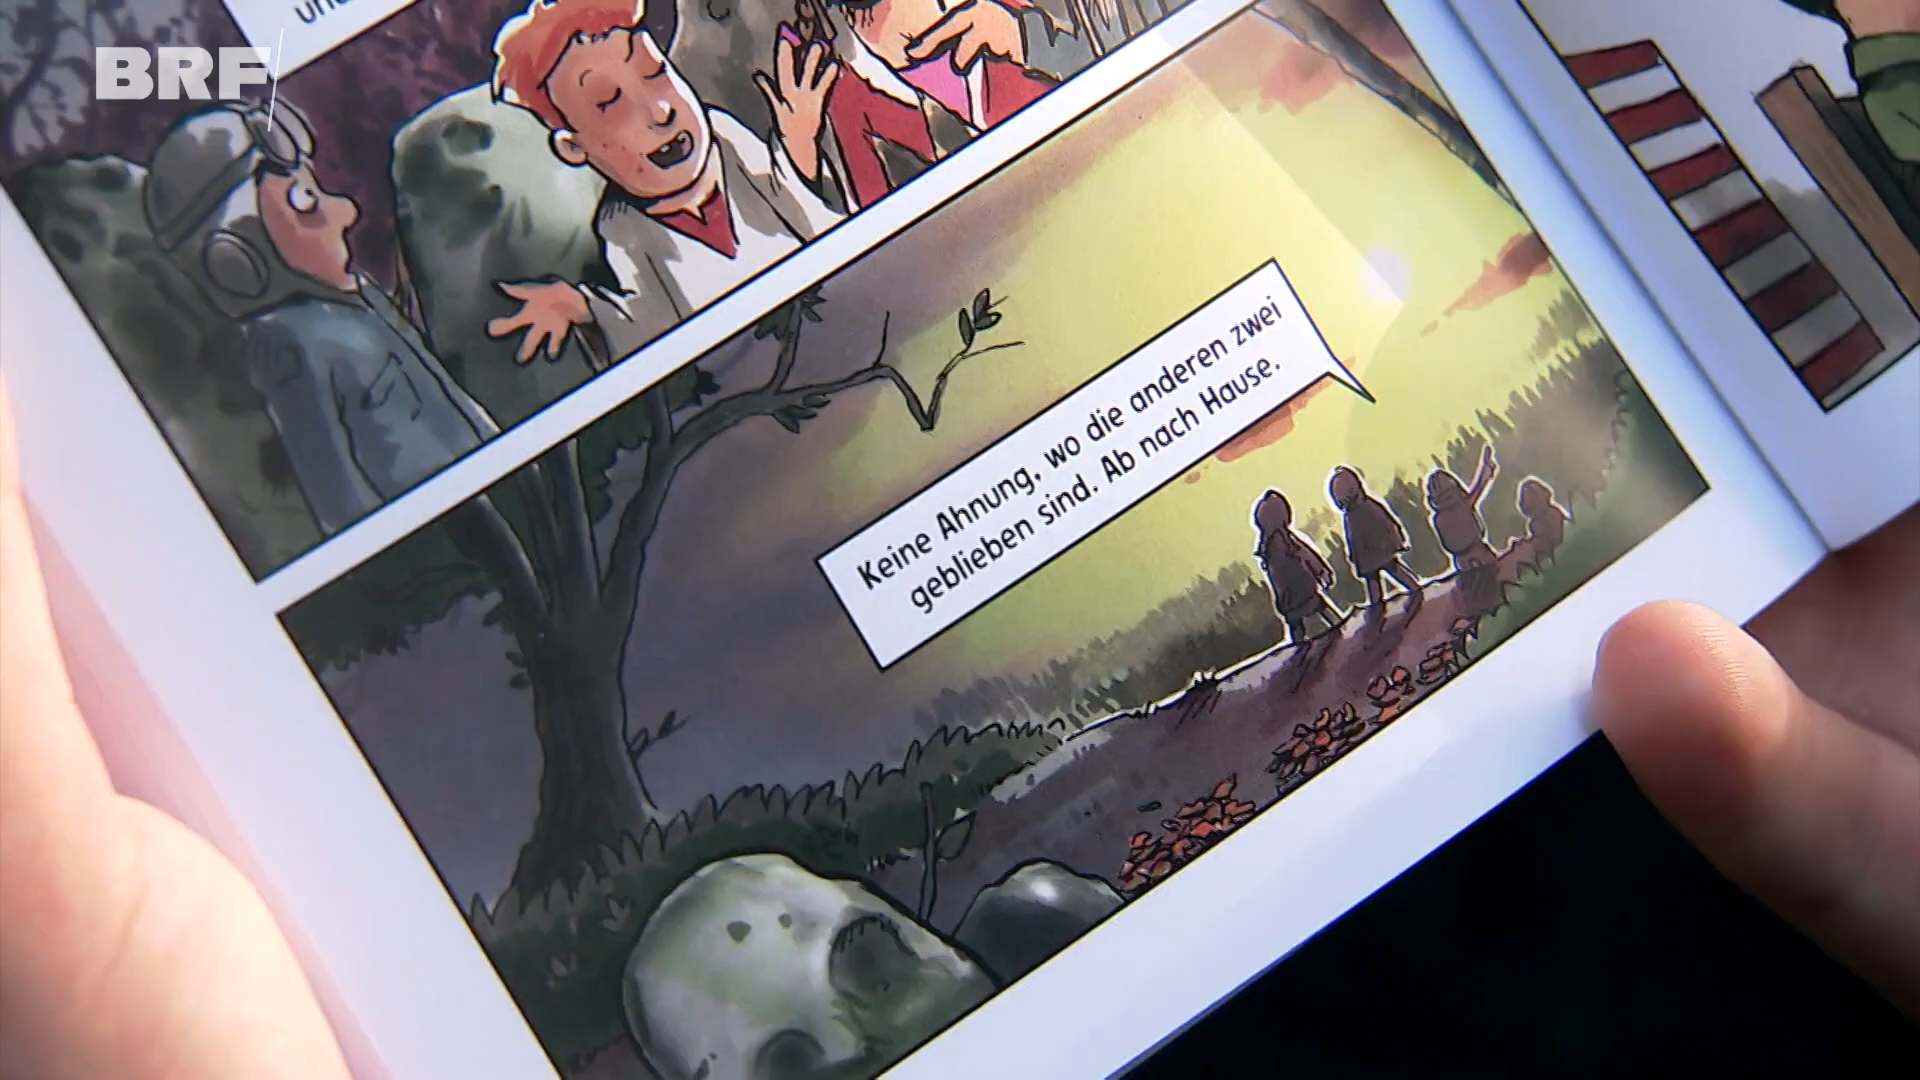 BRF
Keine Ahnung, wo die anderen zwei
geblieben sind. Ab nach Hause.